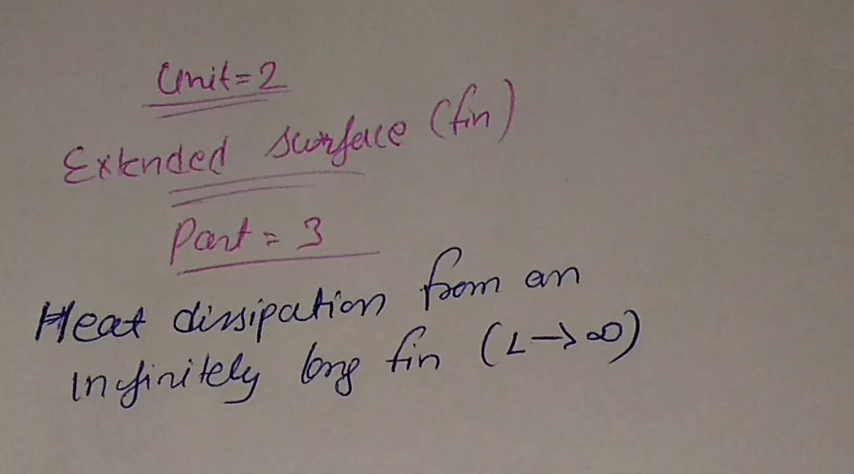 Unit=2
Extended surface (fin)
Part = 3
Heat dissipation from an
Infinitely long fin (L→∞)